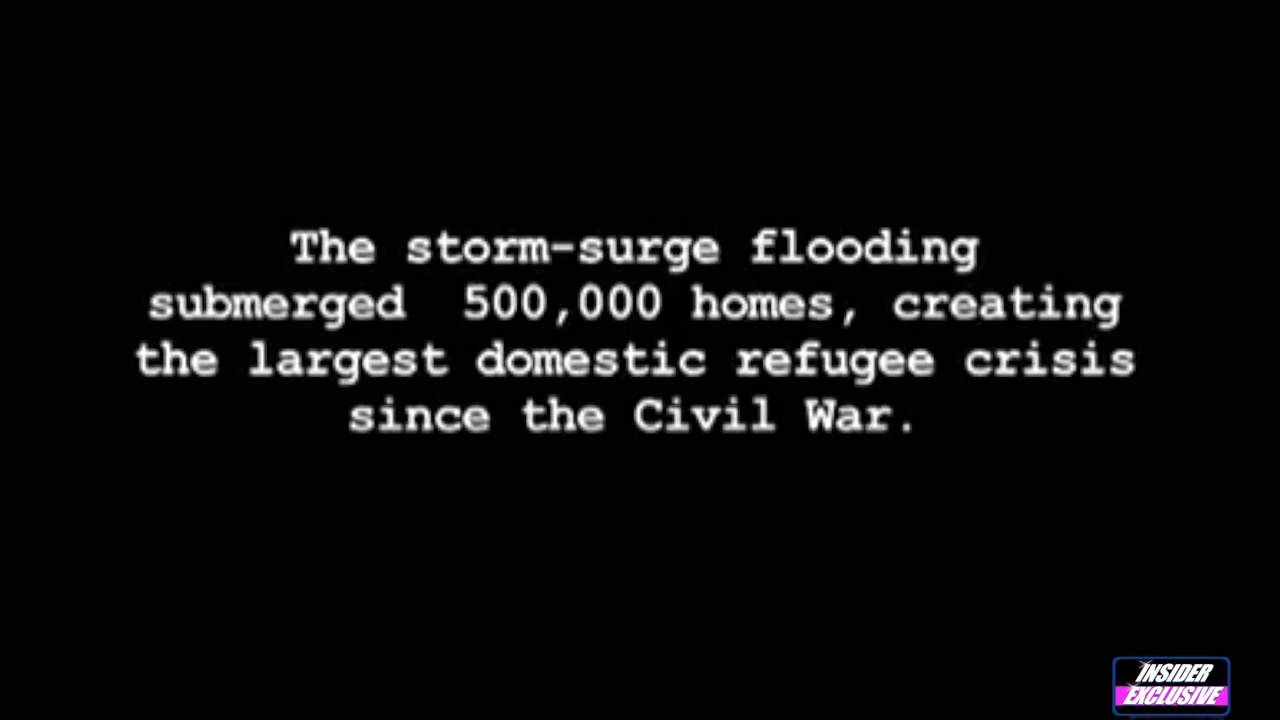 The storm-surge flooding
submerged  500,000 homes, creating
the largest domestic refugee crisis
since the Civil War.
INSIDER
EXCLUSIVE